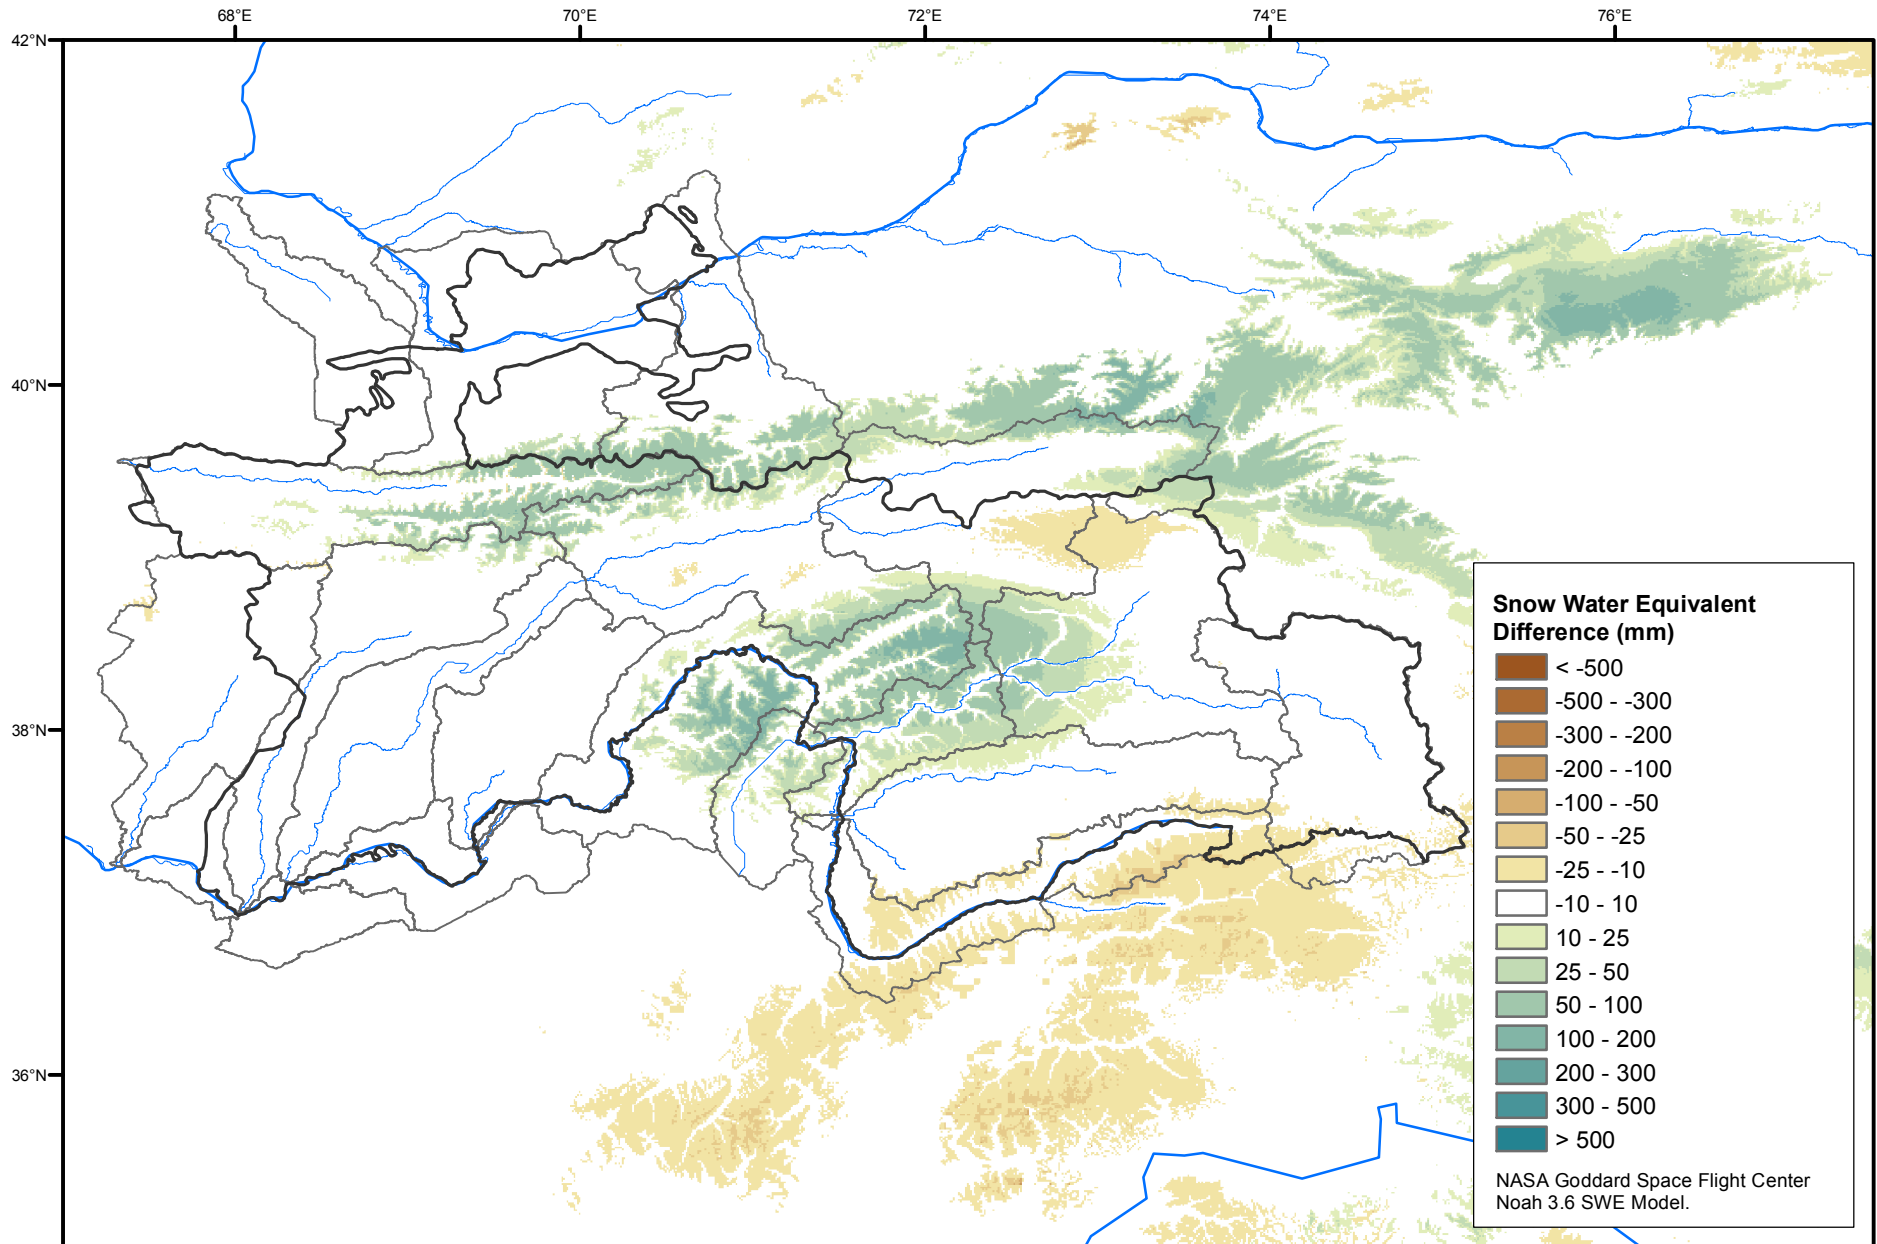 68°E
70°E
72°E
74°E
76°E
42°N
40°N
38°N
36°N
Snow Water Equivalent
Difference (mm)
< -500
-500 - -300
-300 - -200
-200 - -100
-100 - -50
-50 - -25
-25 - -10
-10 - 10
10 - 25
25 - 50
50 - 100
100 - 200
200 - 300
300 - 500
> 500
NASA Goddard Space Flight Center
Noah 3.6 SWE Model.